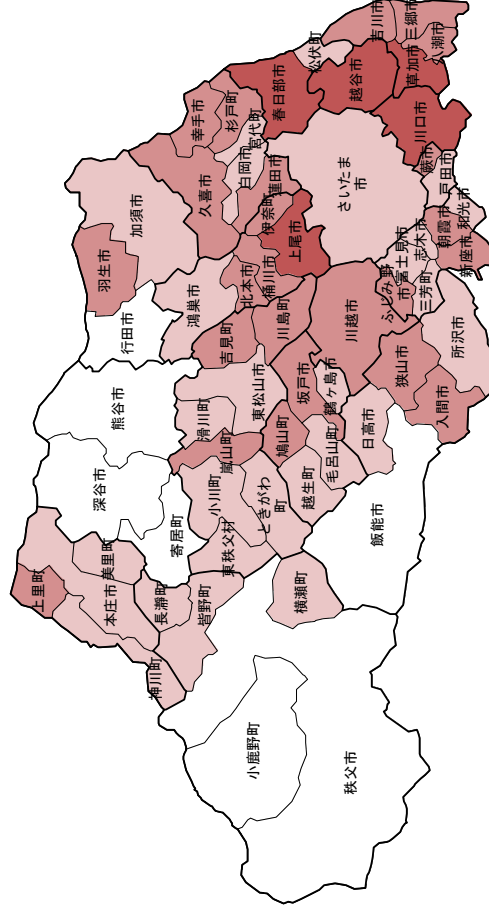 上里町
本庄市
美里町
神川町
長瀞町
皆野町
小鹿野町
秩父市
横瀬町
東秩父村
寄居町
深谷市
熊谷市
小川町
ときがわ
町
嵐山町
滑川町
東松山市
鳩山町
越生町
毛呂山町
飯能市
日高市
鶴ヶ島市
坂戸市
吉見町
川島町
行田市
羽生市
加須市
鴻巣市
北本市
桶川市
上尾市
伊奈町
蓮田市
白岡市
久喜市
幸手市
杉戸町
宮代町
春日部市
松伏町
越谷市
吉川市
三郷市
八潮市
草加市
川口市
蕨市
戸田市
さいたま
市
川越市
ふじみ野
市
富士見市
三芳町
志木市
朝霞市
和光市
新座市
所沢市
狭山市
入間市